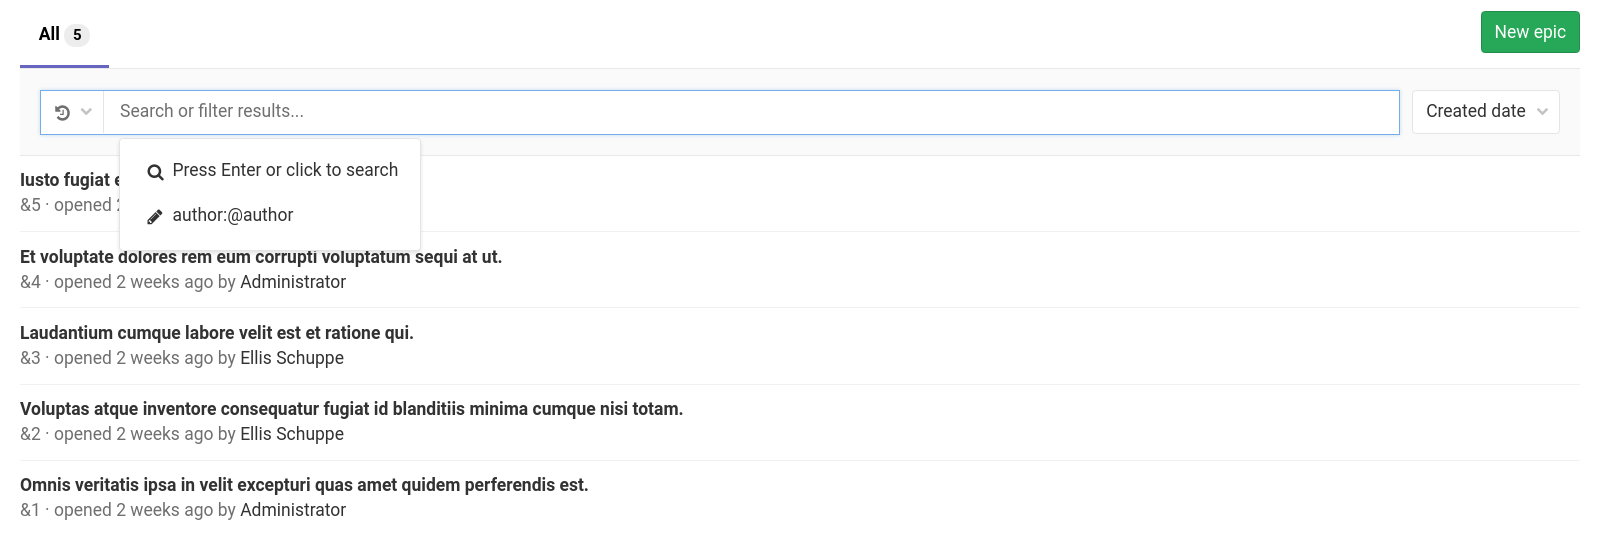 All 5
New epic
Search or filter results...
Created date
Press Enter or click to search
author:@author
Iusto fugiat
&5 · opened
Et voluptate dolores rem eum corrupti voluptatum sequi at ut.
&4 · opened 2 weeks ago by Administrator
Laudantium cumque labore velit est et ratione qui.
&3 · opened 2 weeks ago by Ellis Schuppe
Voluptas atque inventore consequatur fugiat id blanditiis minima cumque nisi totam.
&2 · opened 2 weeks ago by Ellis Schuppe
Omnis veritatis ipsa in velit excepturi quas amet quidem perferendis est.
&1 · opened 2 weeks ago by Administrator